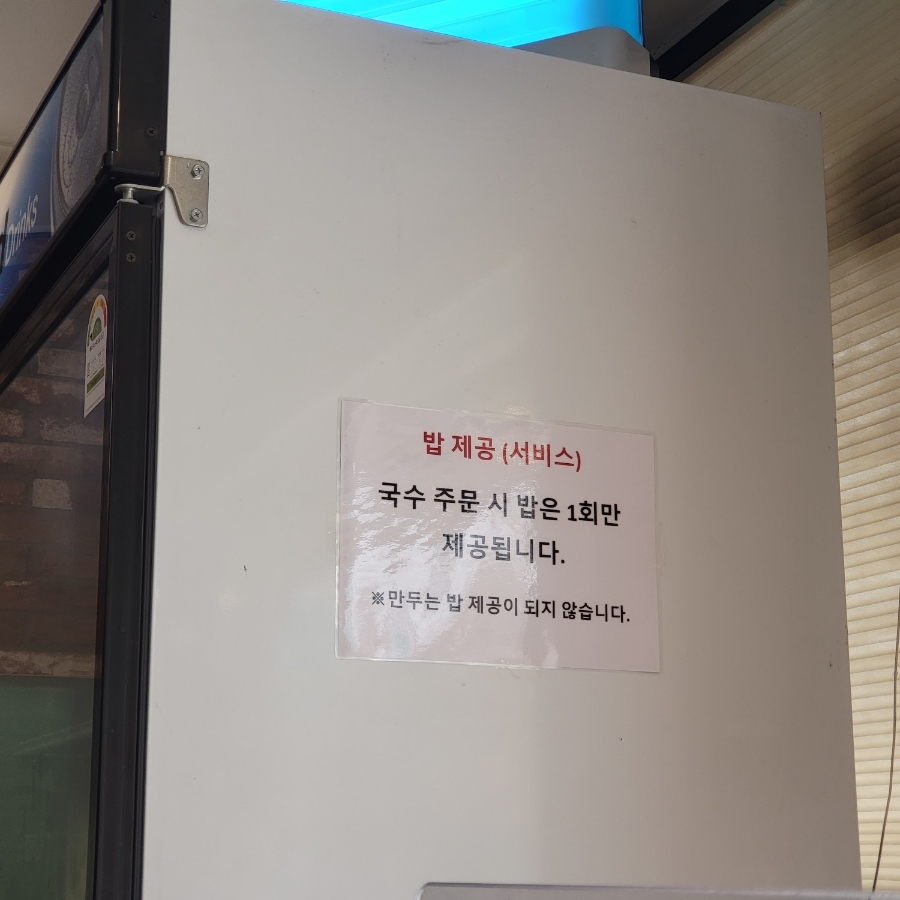 Drinks
밥 제공 (서비스)
국수 주문 시 밥은 1회만
제공됩니다.
※만두는 밥 제공이 되지 않습니다.